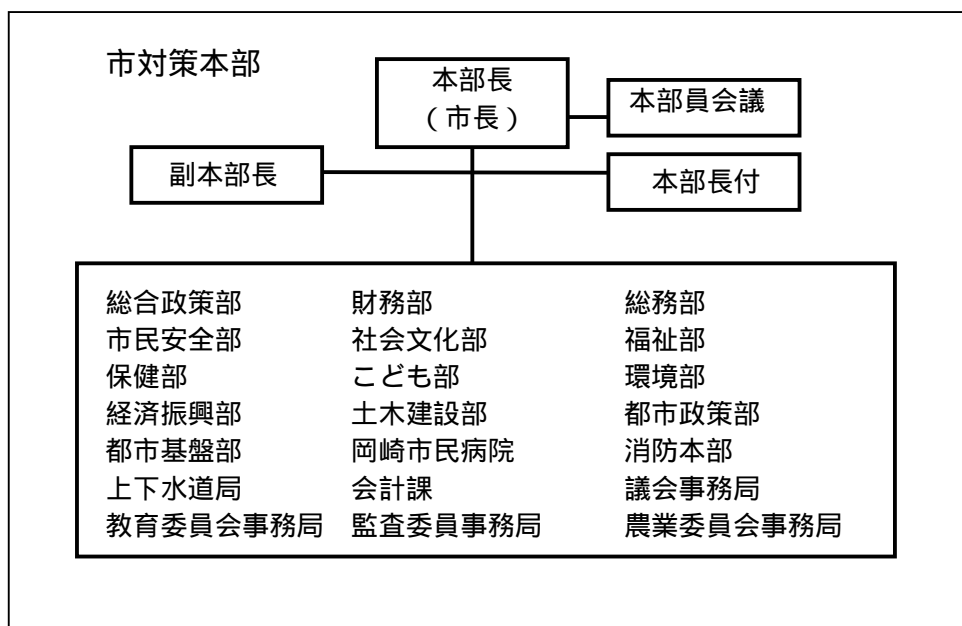 市対策本部
本部長
（市長）
本部員会議
副本部長
本部長付
総合政策部 財務部 総務部
市民安全部 社会文化部 福祉部
保健部 こども部 環境部
経済振興部 土木建設部 都市政策部
都市基盤部 岡崎市民病院 消防本部
上下水道局 会計課 議会事務局
教育委員会事務局 監査委員事務局 農業委員会事務局